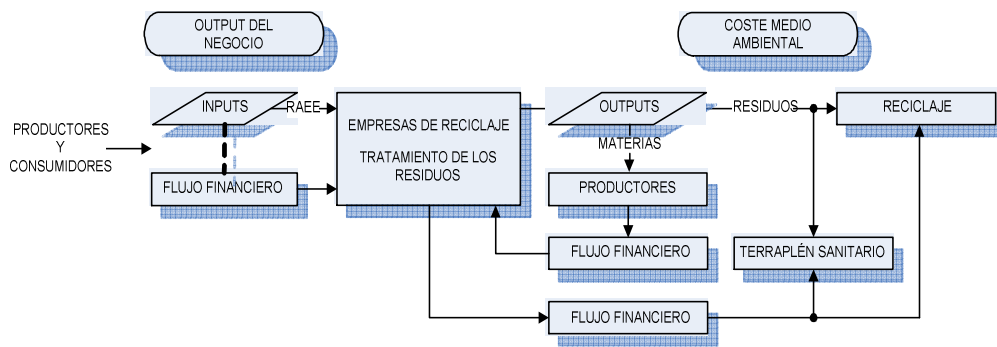 OUTPUT DEL
NEGOCIO
COSTE MEDIO
AMBIENTAL
PRODUCTORES
Y
CONSUMIDORES
INPUTS
RAEE
FLUJO FINANCIERO
EMPRESAS DE RECICLAJE
TRATAMIENTO DE LOS
RESIDUOS
OUTPUTS
RESIDUOS
RECICLAJE
MATERIAS
PRODUCTORES
FLUJO FINANCIERO
TERRAPLÉN SANITARIO
FLUJO FINANCIERO